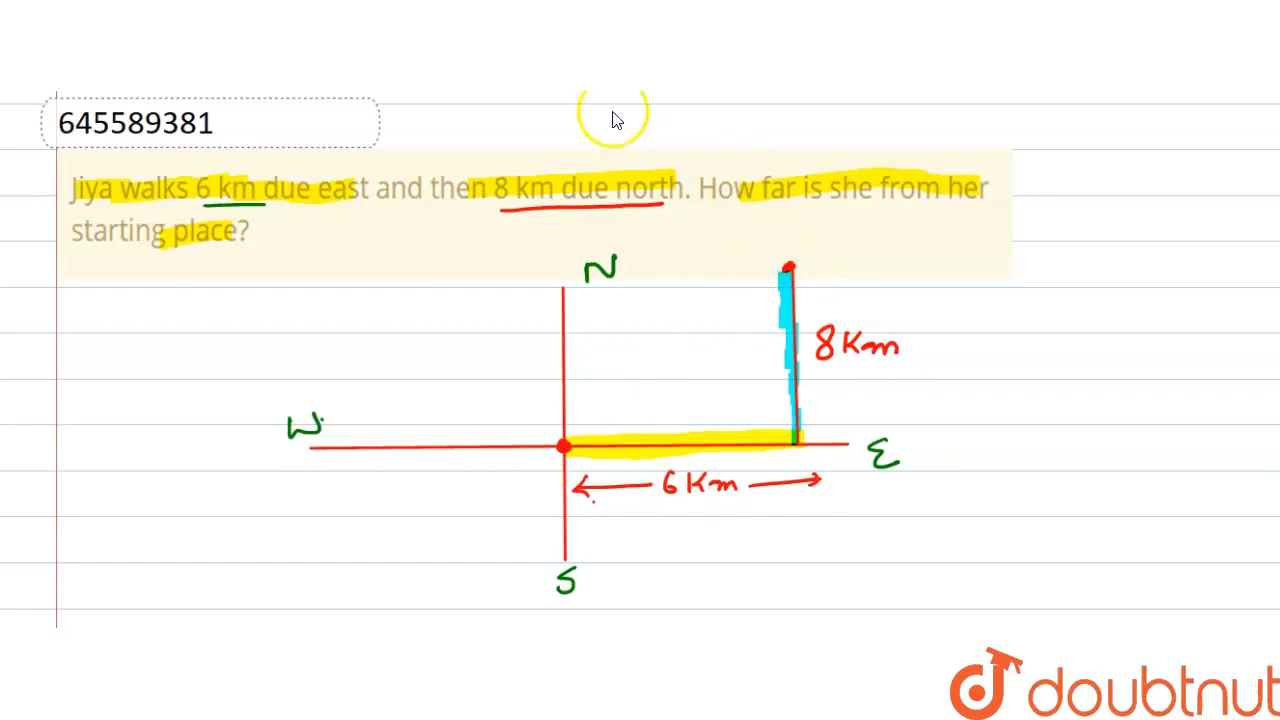 645589381
Jiya walks 6 km due east and then 8 km due north. How far is she from her
starting place?
N
8 Km
W
E
6 Km
S
doubtnut